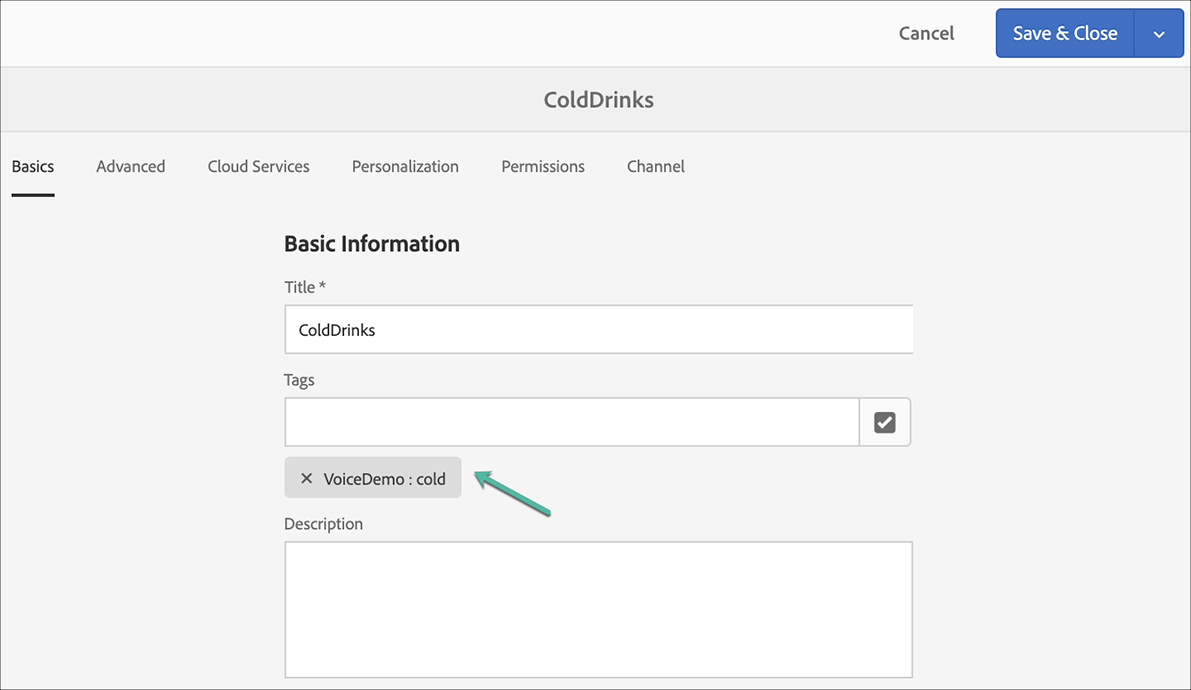 Cancel Save & Close
ColdDrinks
Basics Advanced Cloud Services Personalization Permissions Channel
Basic Information
Title *
ColdDrinks
Tags
VoiceDemo : cold
Description